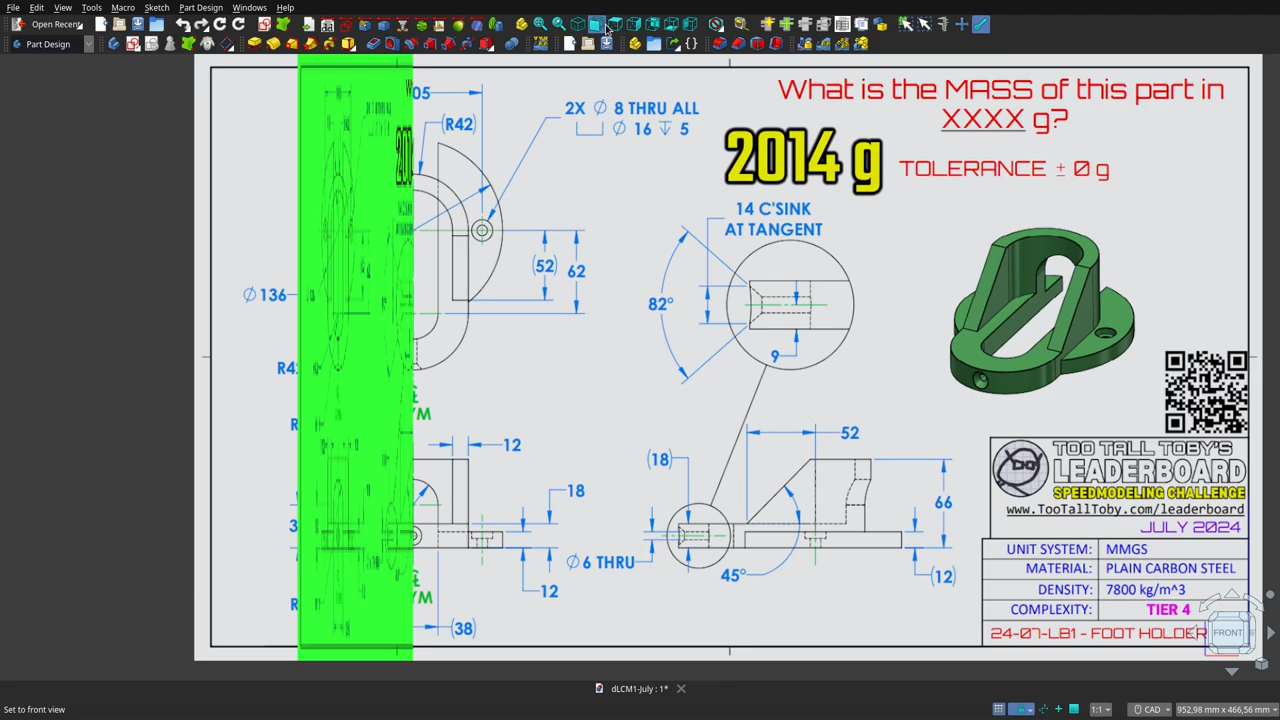 File Edit View Tools Macro Sketch Part Design Windows Help
Open Recent
Part Design
What is the MASS of this part in
XXXX g?
TOLERANCE ± 0 g
2014 g
05
(R42)
2X ∅ 8 THRU ALL
⌴ ∅ 16 ↧ 5
14 C'SINK
AT TANGENT
82°
9
(52)
62
∅ 136
YM
12
52
(18)
18
66
∅ 6 THRU
45°
(12)
12
YM
(38)
TOO TALL TOBY'S
LEADERBOARD
SPEEDMODELING CHALLENGE
www.TooTallToby.com/leaderboard
JULY 2024
UNIT SYSTEM: MMGS
MATERIAL: PLAIN CARBON STEEL
DENSITY: 7800 kg/m^3
COMPLEXITY: TIER 4
24-07-LB1 - FOOT HOLDER
FRONT
dLCM1-July : 1*
Set to front view
1:1
CAD
952,98 mm x 466,56 mm